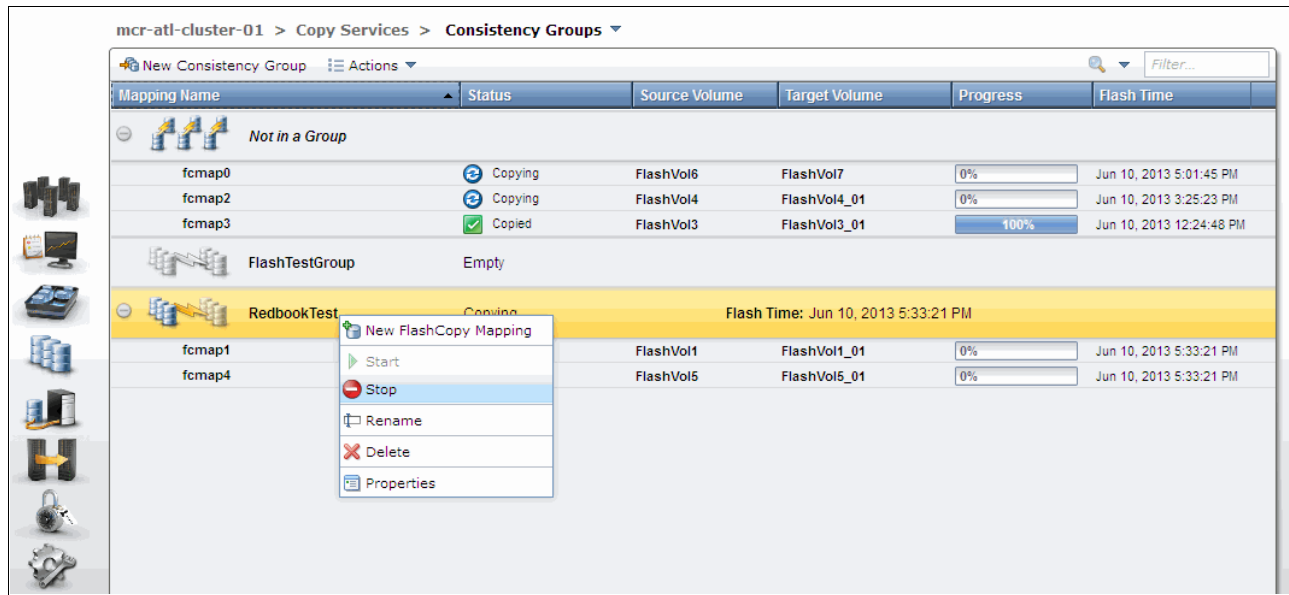 mcr-atl-cluster-01 > Copy Services > Consistency Groups
New Consistency Group Actions Filter...
Mapping Name Status Source Volume Target Volume Progress Flash Time
Not in a Group
fcmap0 Copying FlashVol6 FlashVol7 0% Jun 10, 2013 5:01:45 PM
fcmap2 Copying FlashVol4 FlashVol4_01 0% Jun 10, 2013 3:25:23 PM
fcmap3 Copied FlashVol3 FlashVol3_01 100% Jun 10, 2013 12:24:48 PM
FlashTestGroup Empty
RedbookTest Copying Flash Time: Jun 10, 2013 5:33:21 PM
New FlashCopy Mapping
fcmap1 FlashVol1 FlashVol1_01 0% Jun 10, 2013 5:33:21 PM
Start
fcmap4 FlashVol5 FlashVol5_01 0% Jun 10, 2013 5:33:21 PM
Stop
Rename
Delete
Properties